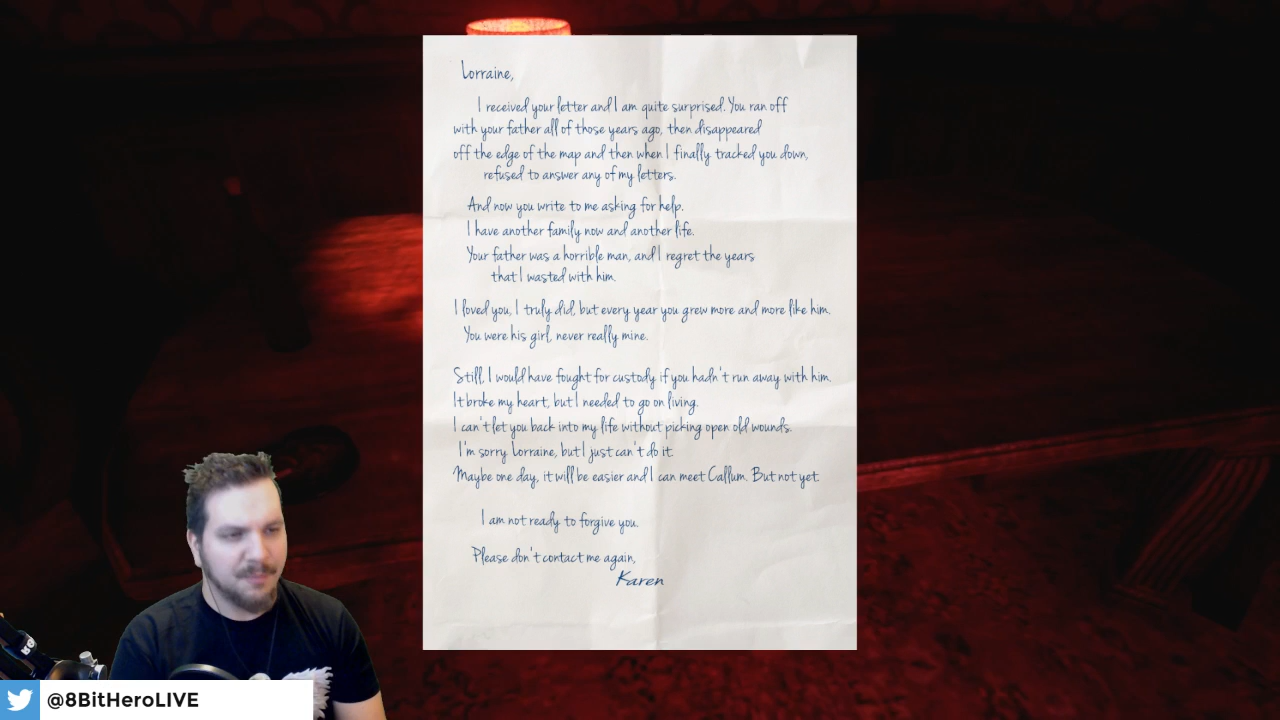 Lorraine,
I received your letter and I am quite surprised. You ran off
with your father all of those years ago, then disappeared
off the edge of the map and then when I finally tracked you down,
refused to answer any of my letters.
And now you write to me asking for help.
I have another family now and another life.
Your father was a horrible man, and I regret the years
that I wasted with him.
I loved you, I truly did, but every year you grew more and more like him.
You were his girl, never really mine.
Still, I would have fought for custody if you hadn't run away with him.
It broke my heart, but I needed to go on living.
I can't let you back into my life without picking open old wounds.
I'm sorry Lorraine, but I just can't do it.
Maybe one day, it will be easier and I can meet Callum. But not yet.
I am not ready to forgive you.
Please don't contact me again,
Karen
@8BitHeroLIVE